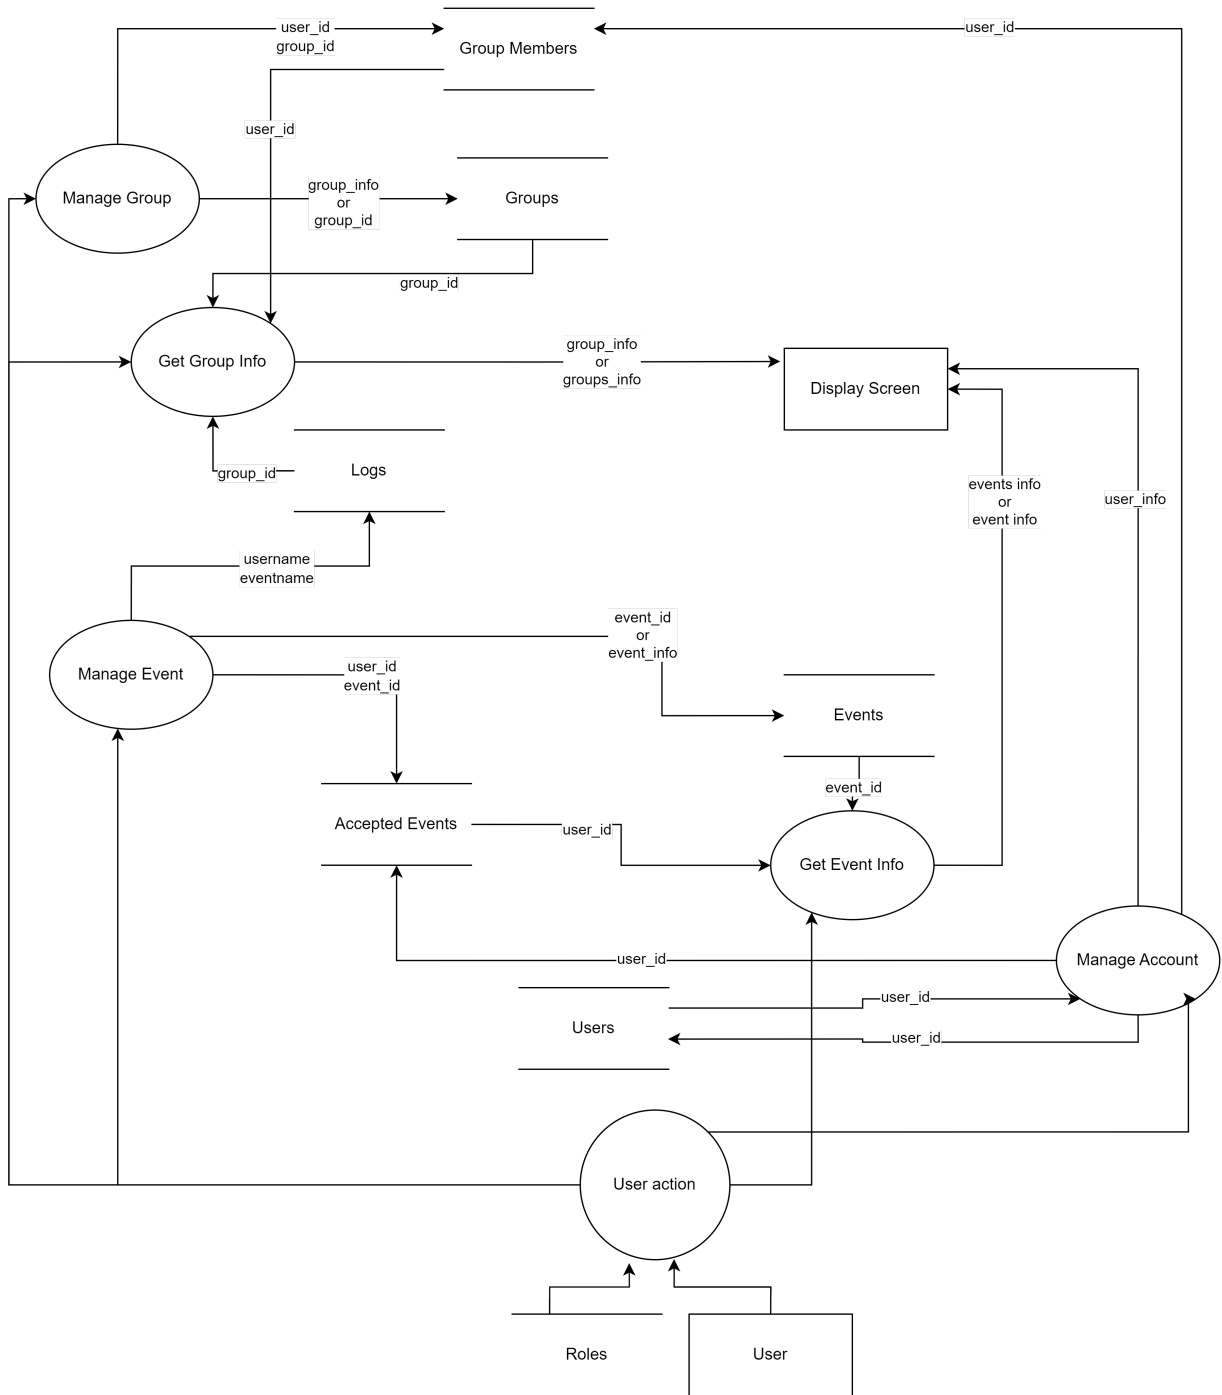 user_id
group_id
user_id
Group Members
user_id
Manage Group
group_info
or
group_id
Groups
group_id
Get Group Info
group_info
or
groups_info
Display Screen
group_id
Logs
events info
or
event info
user_info
username
eventname
event_id
or
event_info
Manage Event
user_id
event_id
Events
event_id
Accepted Events
user_id
Get Event Info
user_id
Manage Account
user_id
Users
user_id
User action
Roles
User